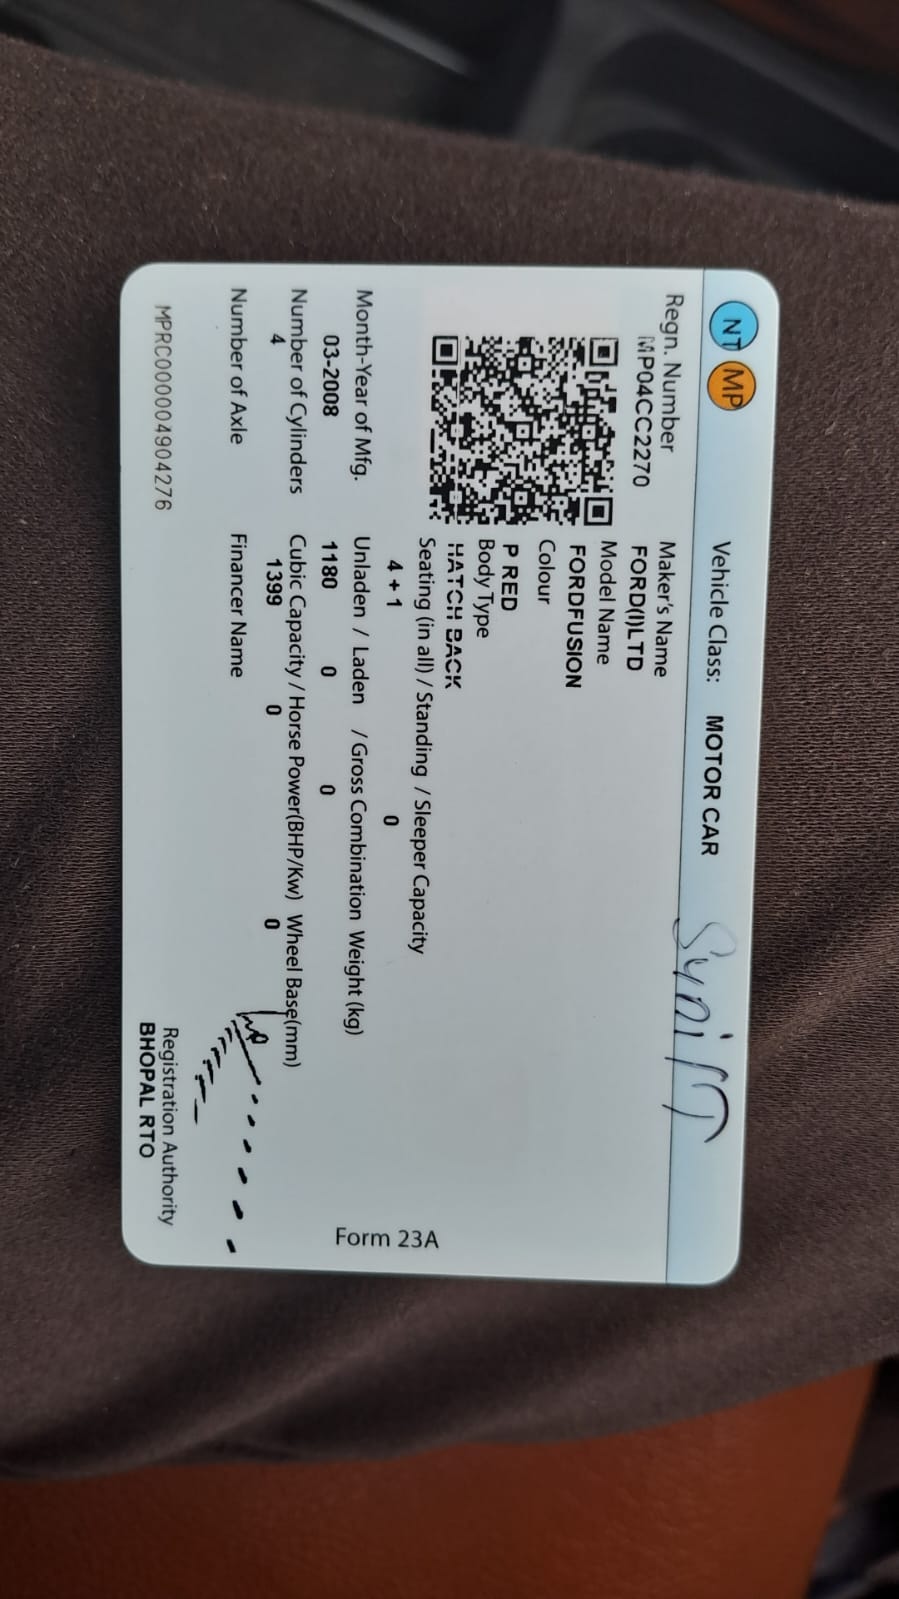 NT MP Vehicle Class: MOTOR CAR
Regn. Number
MP04CC2270
Maker's Name
FORD(I)LTD
Model Name
FORDFUSION
Colour
P RED
Body Type
HATCH BACK
Seating (in all) / Standing / Sleeper Capacity
4 + 1 0
Month-Year of Mfg.
03-2008
Unladen / Laden / Gross Combination Weight (kg)
1180 0 0
Number of Cylinders
4
Cubic Capacity / Horse Power(BHP/Kw) Wheel Base(mm)
1399 0 0
Number of Axle
Financer Name
Form 23A
MPRC000004904276
Registration Authority
BHOPAL RTO